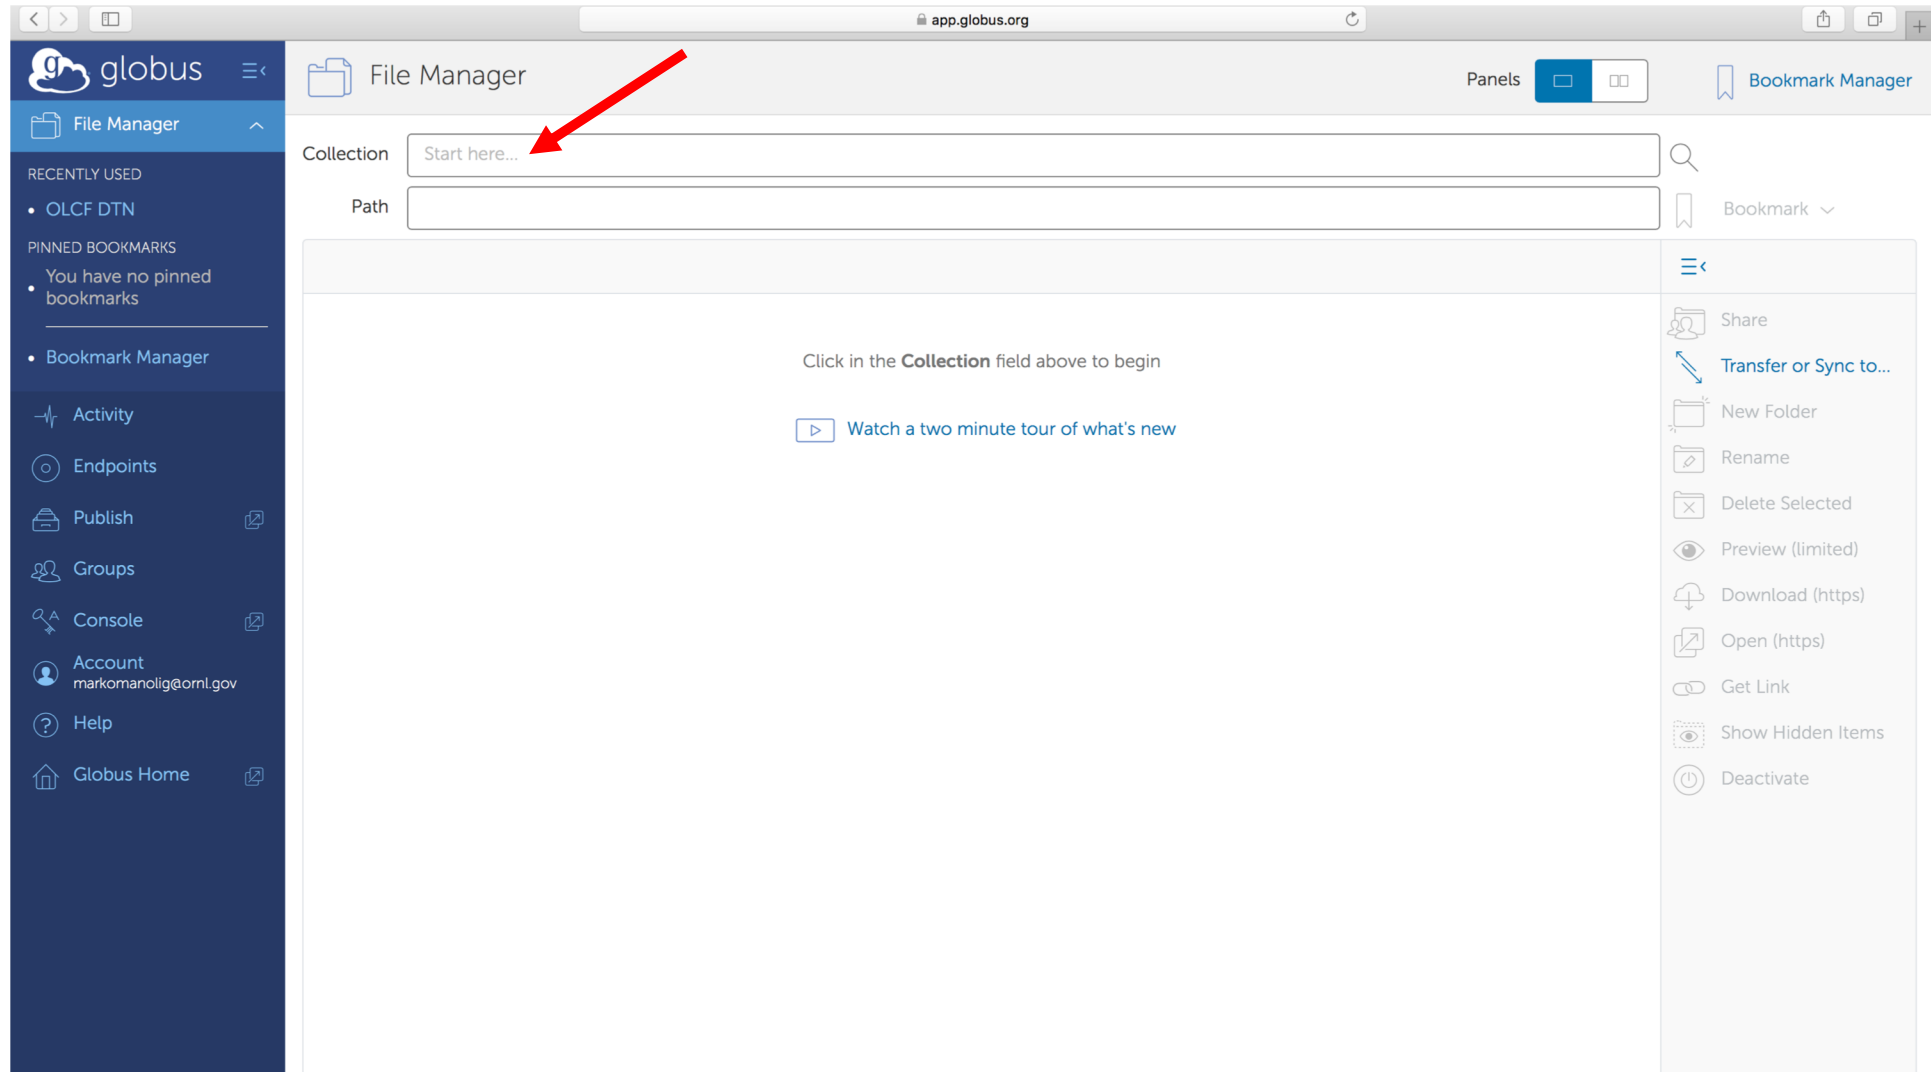 app.globus.org
globus
File Manager
Panels
Bookmark Manager
File Manager
Collection
Start here...
RECENTLY USED
Path
OLCF DTN
Bookmark
PINNED BOOKMARKS
You have no pinned
bookmarks
Share
Bookmark Manager
Click in the Collection field above to begin
Transfer or Sync to...
Activity
New Folder
Watch a two minute tour of what's new
Rename
Endpoints
Delete Selected
Publish
Preview (limited)
Groups
Download (https)
Console
Open (https)
Account
markomanolig@ornl.gov
Get Link
Help
Show Hidden Items
Globus Home
Deactivate